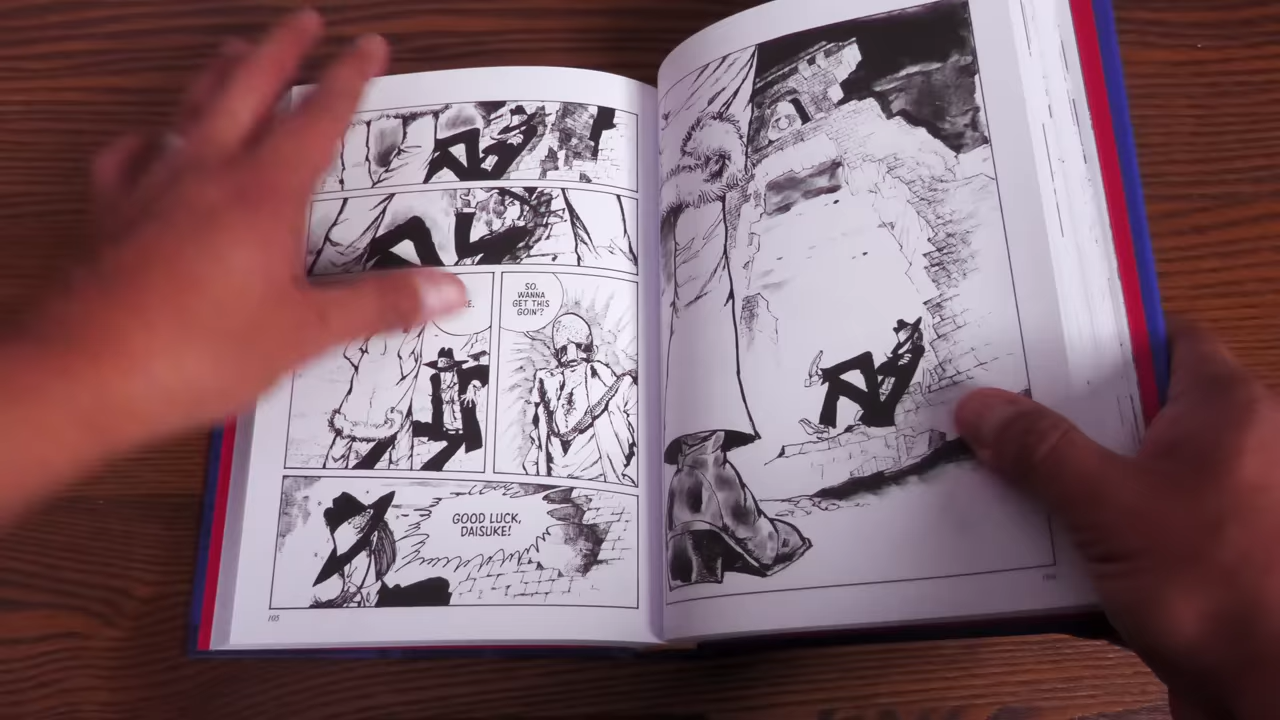 SO.
WANNA
GET THIS
GOIN'?
GOOD LUCK,
DAISUKE!
105